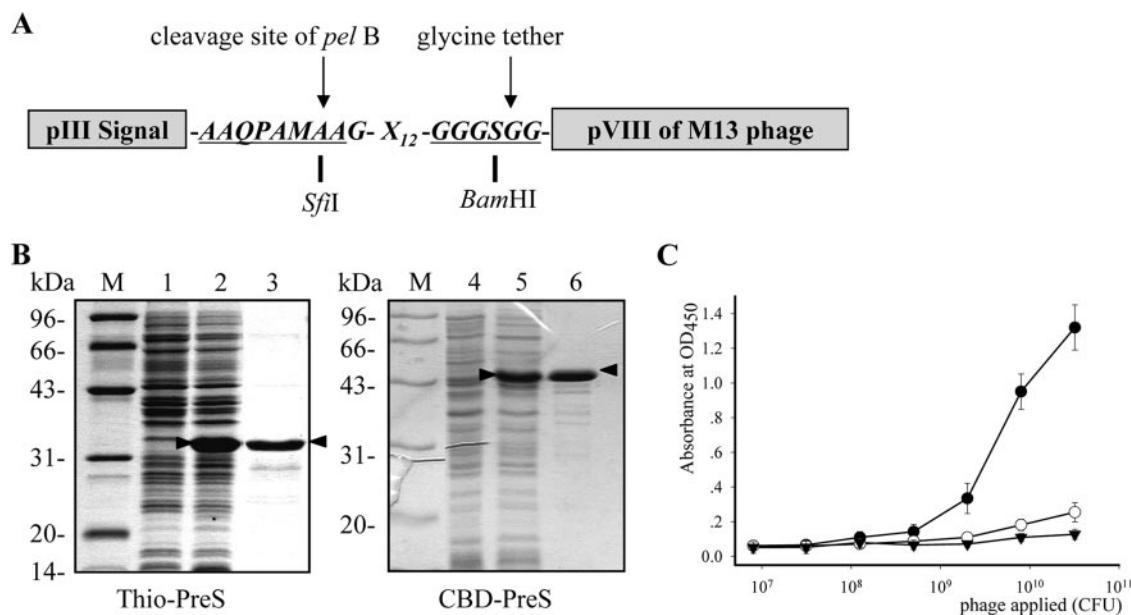 A
cleavage site of pel B
glycine tether
pIII Signal
-AAQPAMAAG- X12 -GGGSGG-
pVIII of M13 phage
SfiI
BamHI
B
kDa M 1 2 3
96-
66-
43-
31-
20-
14-
Thio-PreS
kDa M 4 5 6
96-
66-
43-
31-
20-
CBD-PreS
C
Absorbance at OD450
1.4
1.2
1.0
.8
.6
.4
.2
0.0
10^7 10^8 10^9 10^10 10^11
phage applied (CFU)